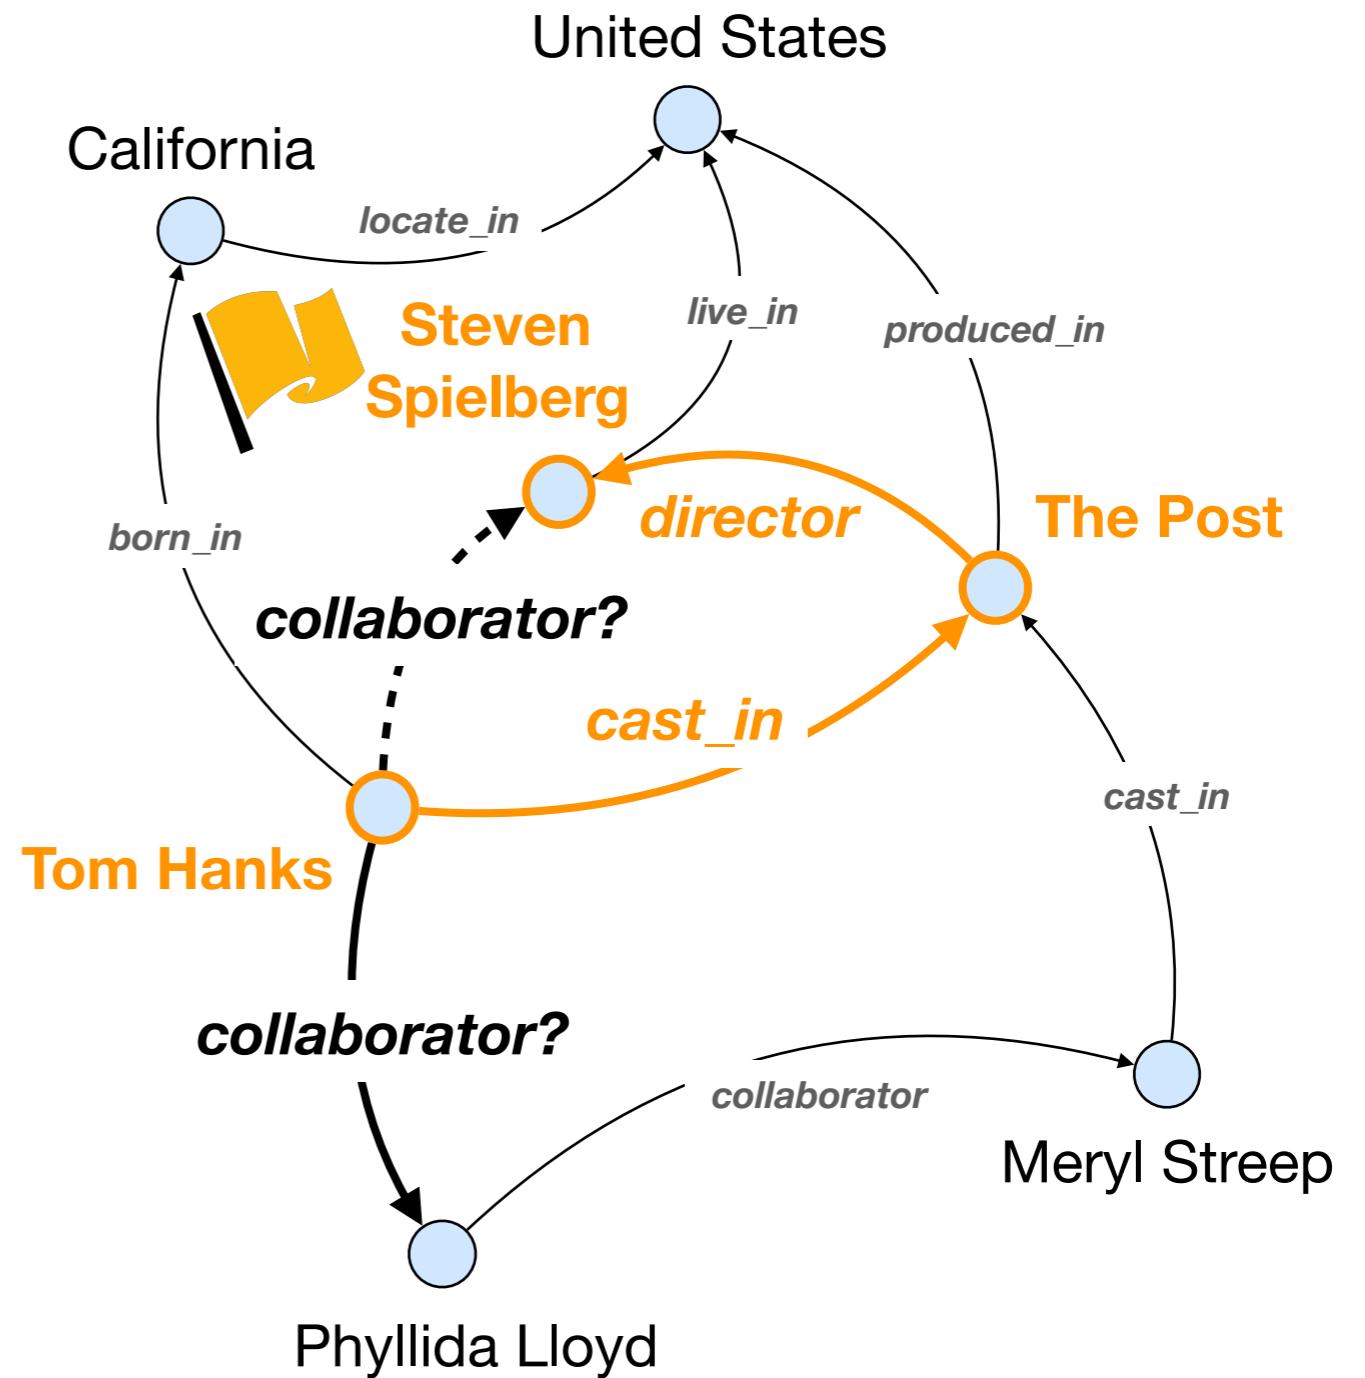 United States
California
locate_in
Steven
Spielberg
live_in
produced_in
director
The Post
born_in
collaborator?
cast_in
cast_in
Tom Hanks
collaborator?
collaborator
Meryl Streep
Phyllida Lloyd